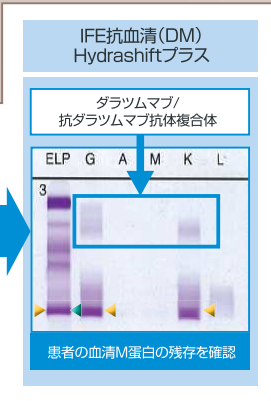 IFE抗血清(DM)
Hydrashiftプラス
ダラツムマブ/
抗ダラツムマブ抗体複合体
ELP G A M K L
3
患者の血清M蛋白の残存を確認